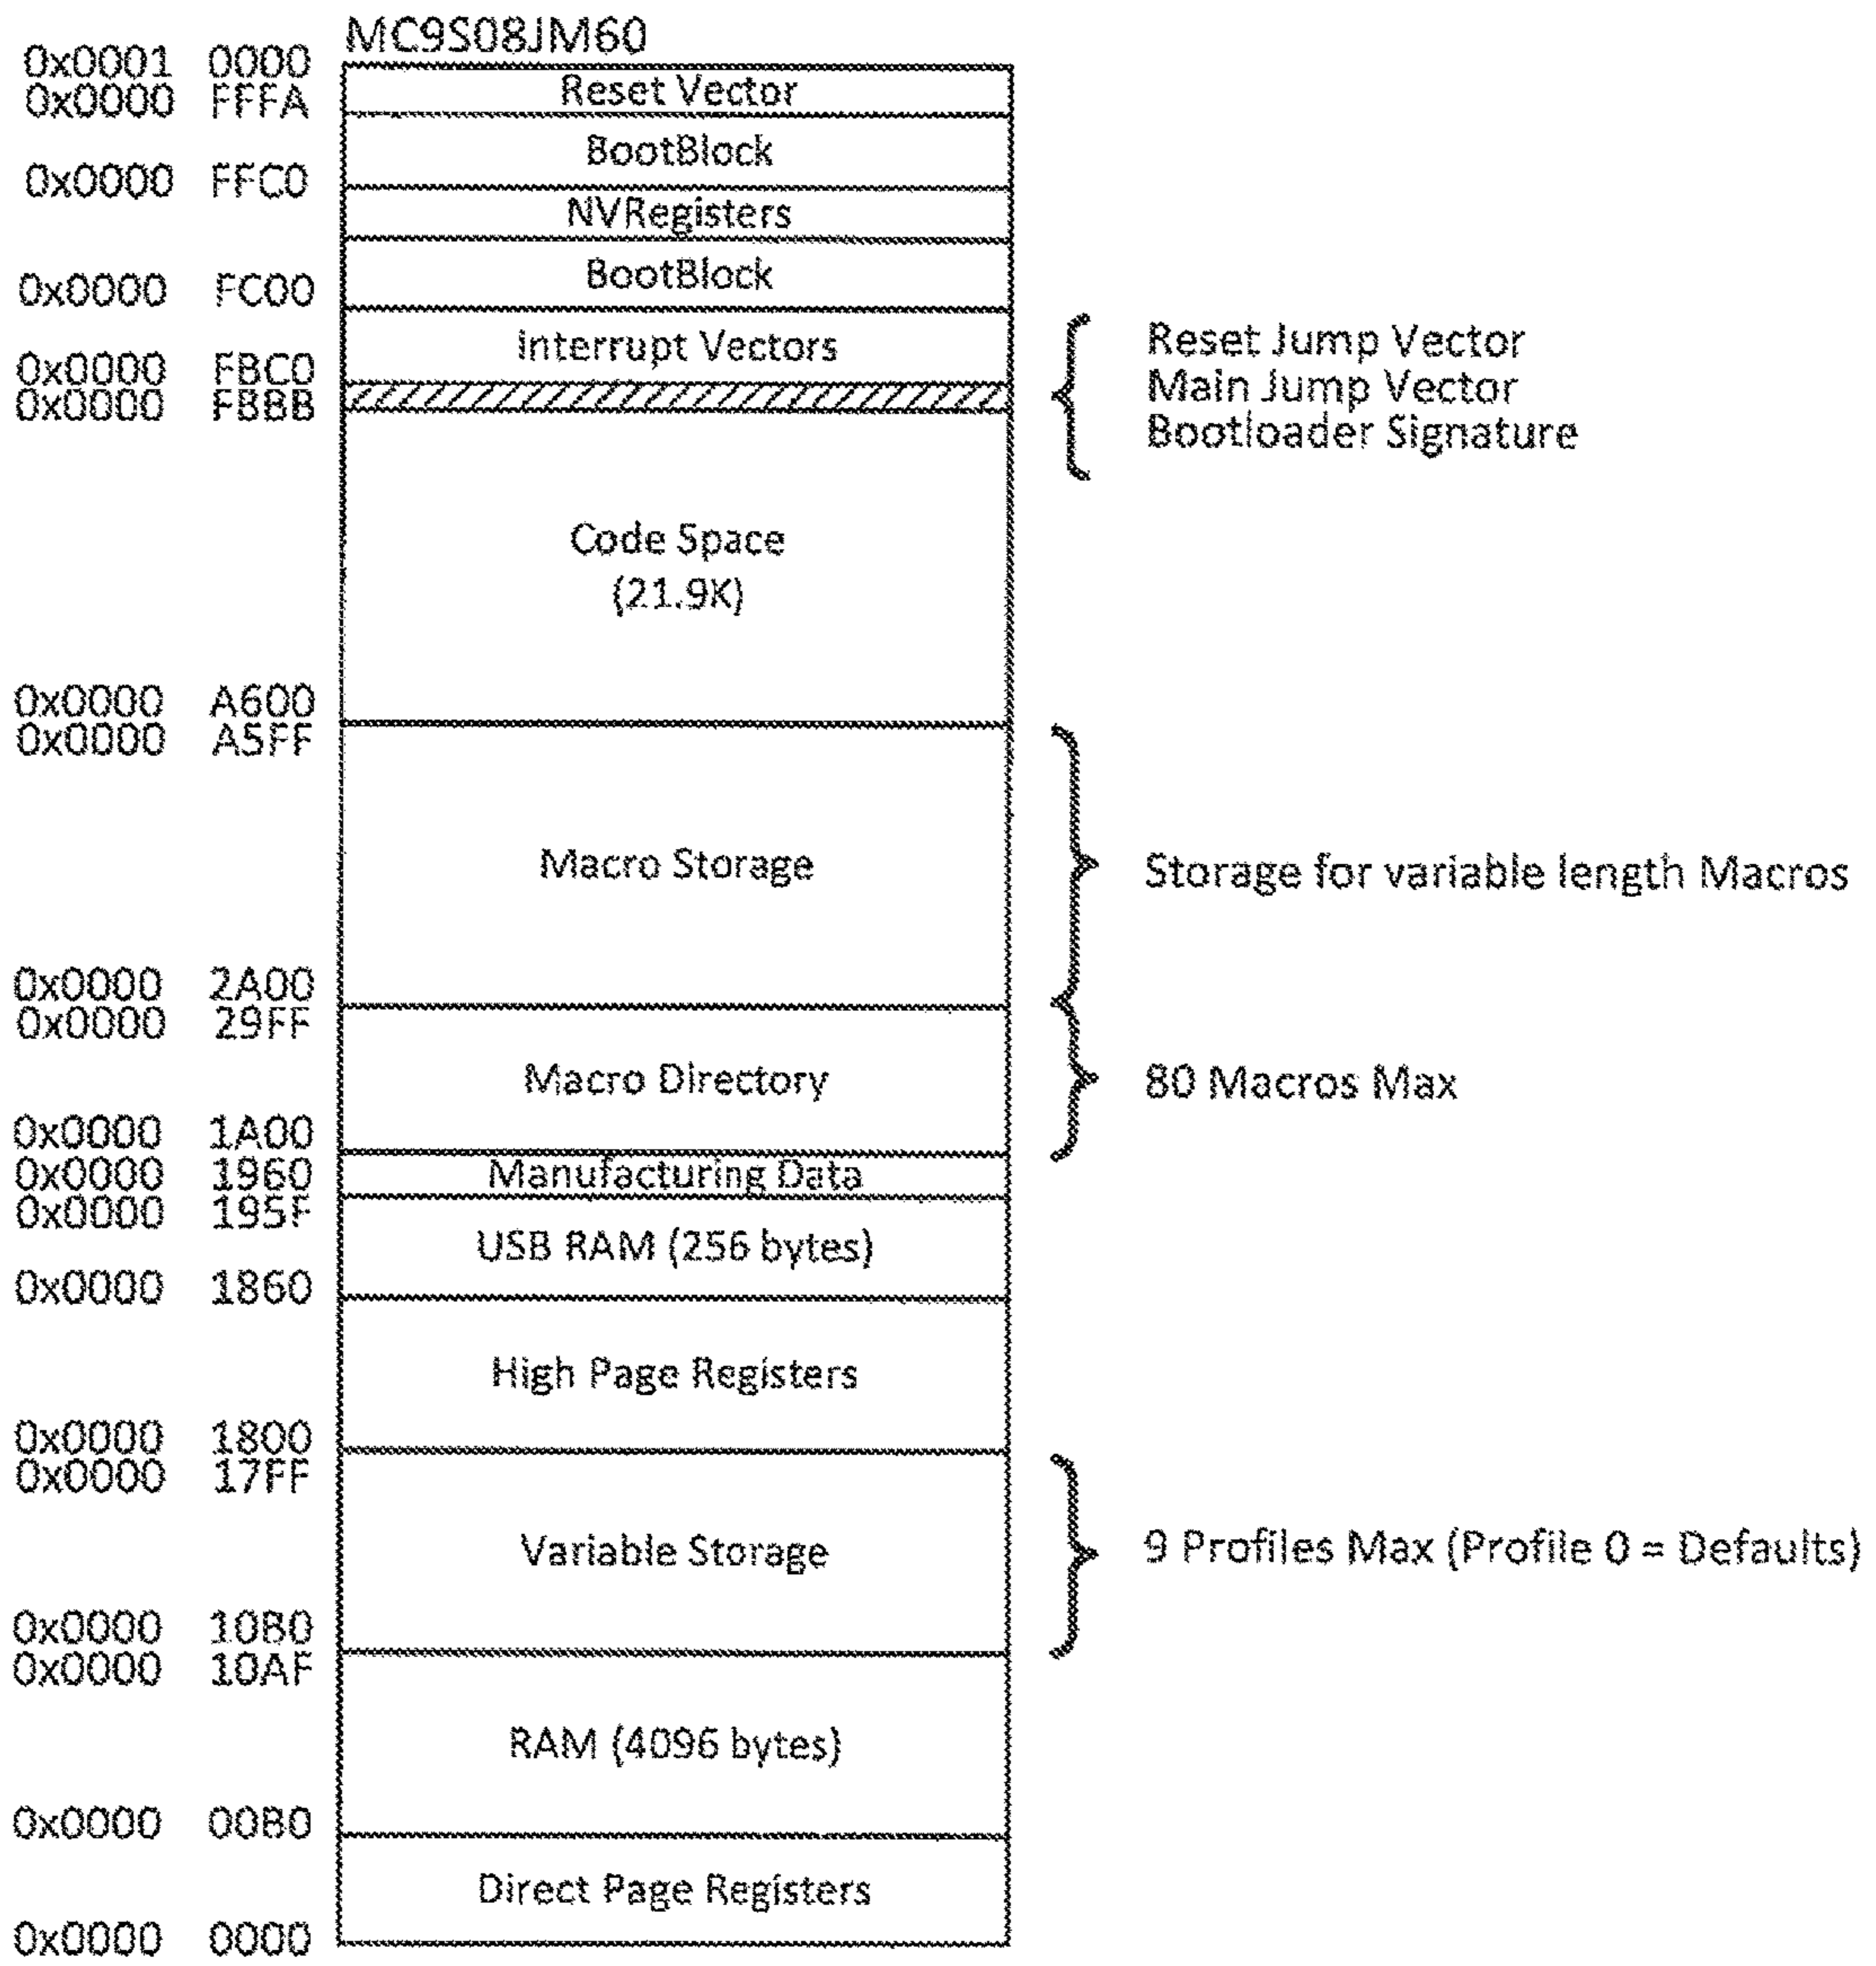 MC9S08JM60
0x0001 0000
Reset Vector
0x0000 FFFA
BootBlock
0x0000 FFC0
NVRegisters
BootBlock
0x0000 FC00
Interrupt Vectors
0x0000 FBC0
0x0000 FBBB
Reset Jump Vector
Main Jump Vector
Bootloader Signature
Code Space
(21.9K)
0x0000 A600
0x0000 A5FF
Macro Storage
Storage for variable length Macros
0x0000 2A00
0x0000 29FF
Macro Directory
80 Macros Max
0x0000 1A00
0x0000 1960
Manufacturing Data
0x0000 195F
USB RAM (256 bytes)
0x0000 1860
High Page Registers
0x0000 1800
0x0000 17FF
Variable Storage
9 Profiles Max (Profile 0 = Defaults)
0x0000 10B0
0x0000 10AF
RAM (4096 bytes)
0x0000 00B0
Direct Page Registers
0x0000 0000